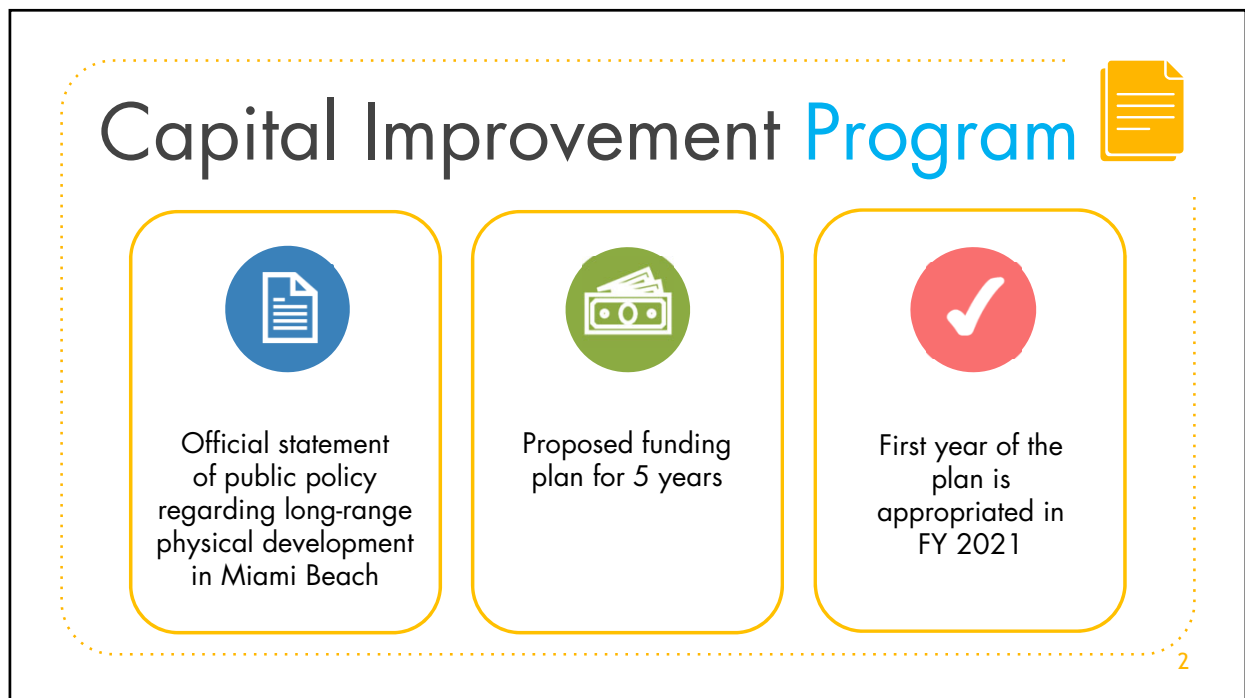 Capital Improvement Program
Official statement
of public policy
regarding long-range
physical development
in Miami Beach
Proposed funding
plan for 5 years
First year of the
plan is
appropriated in
FY 2021
2